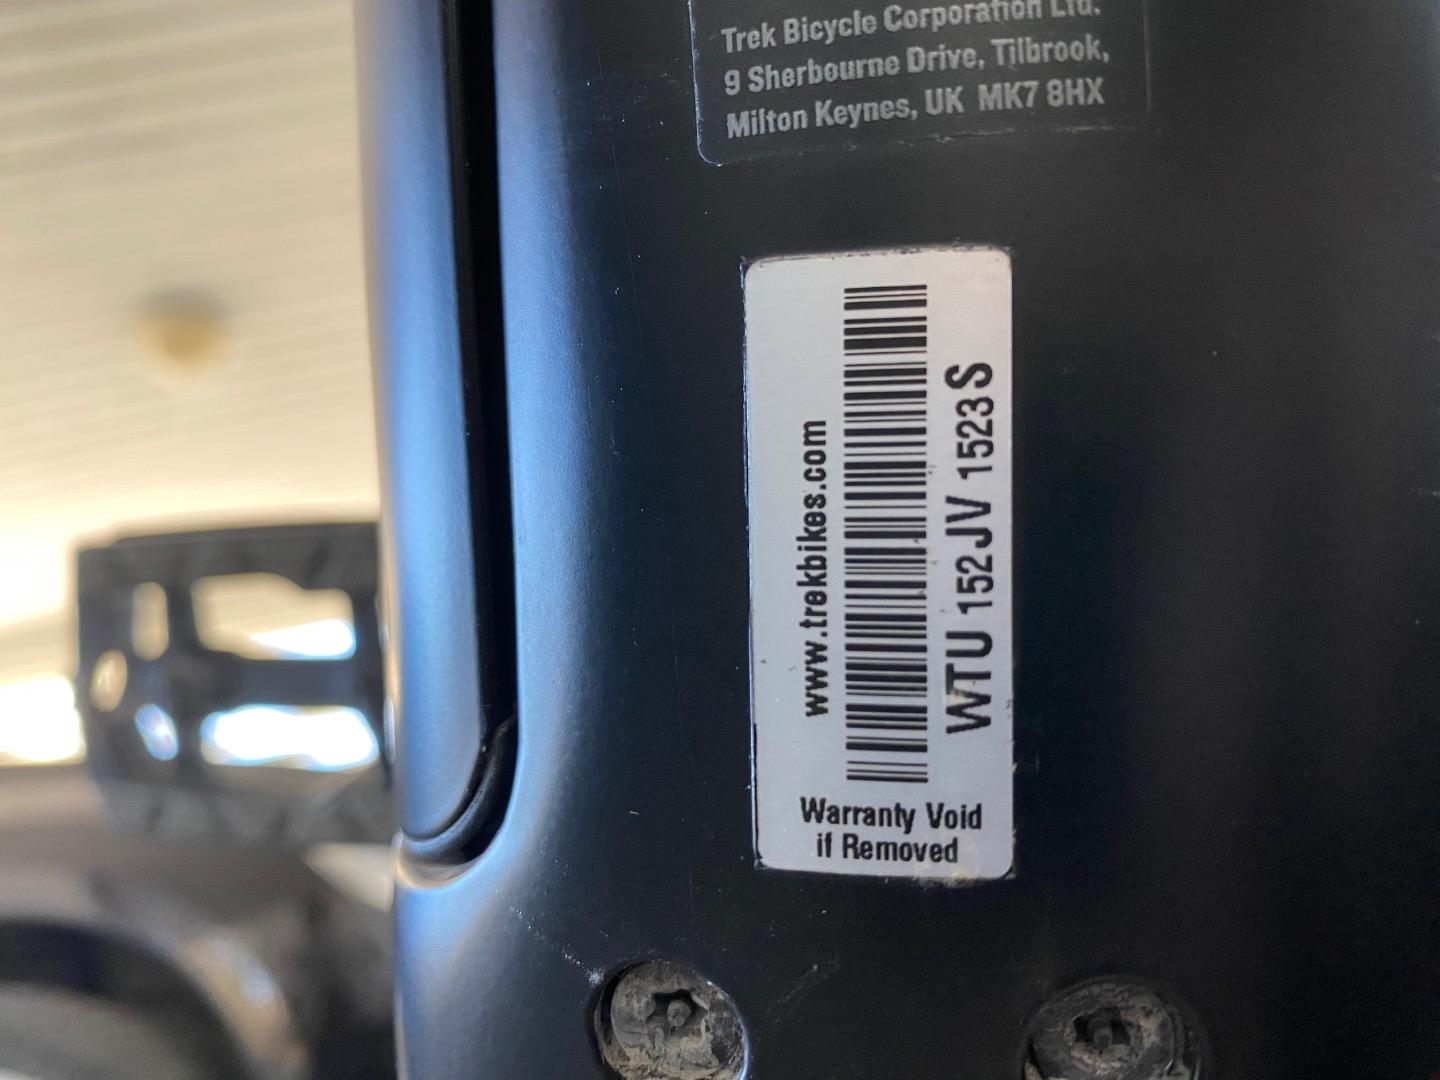 Trek Bicycle Corporation Ltd.
9 Sherbourne Drive, Tilbrook,
Milton Keynes, UK MK7 8HX
www.trekbikes.com
WTU 152 JV 1523 S
Warranty Void
if Removed